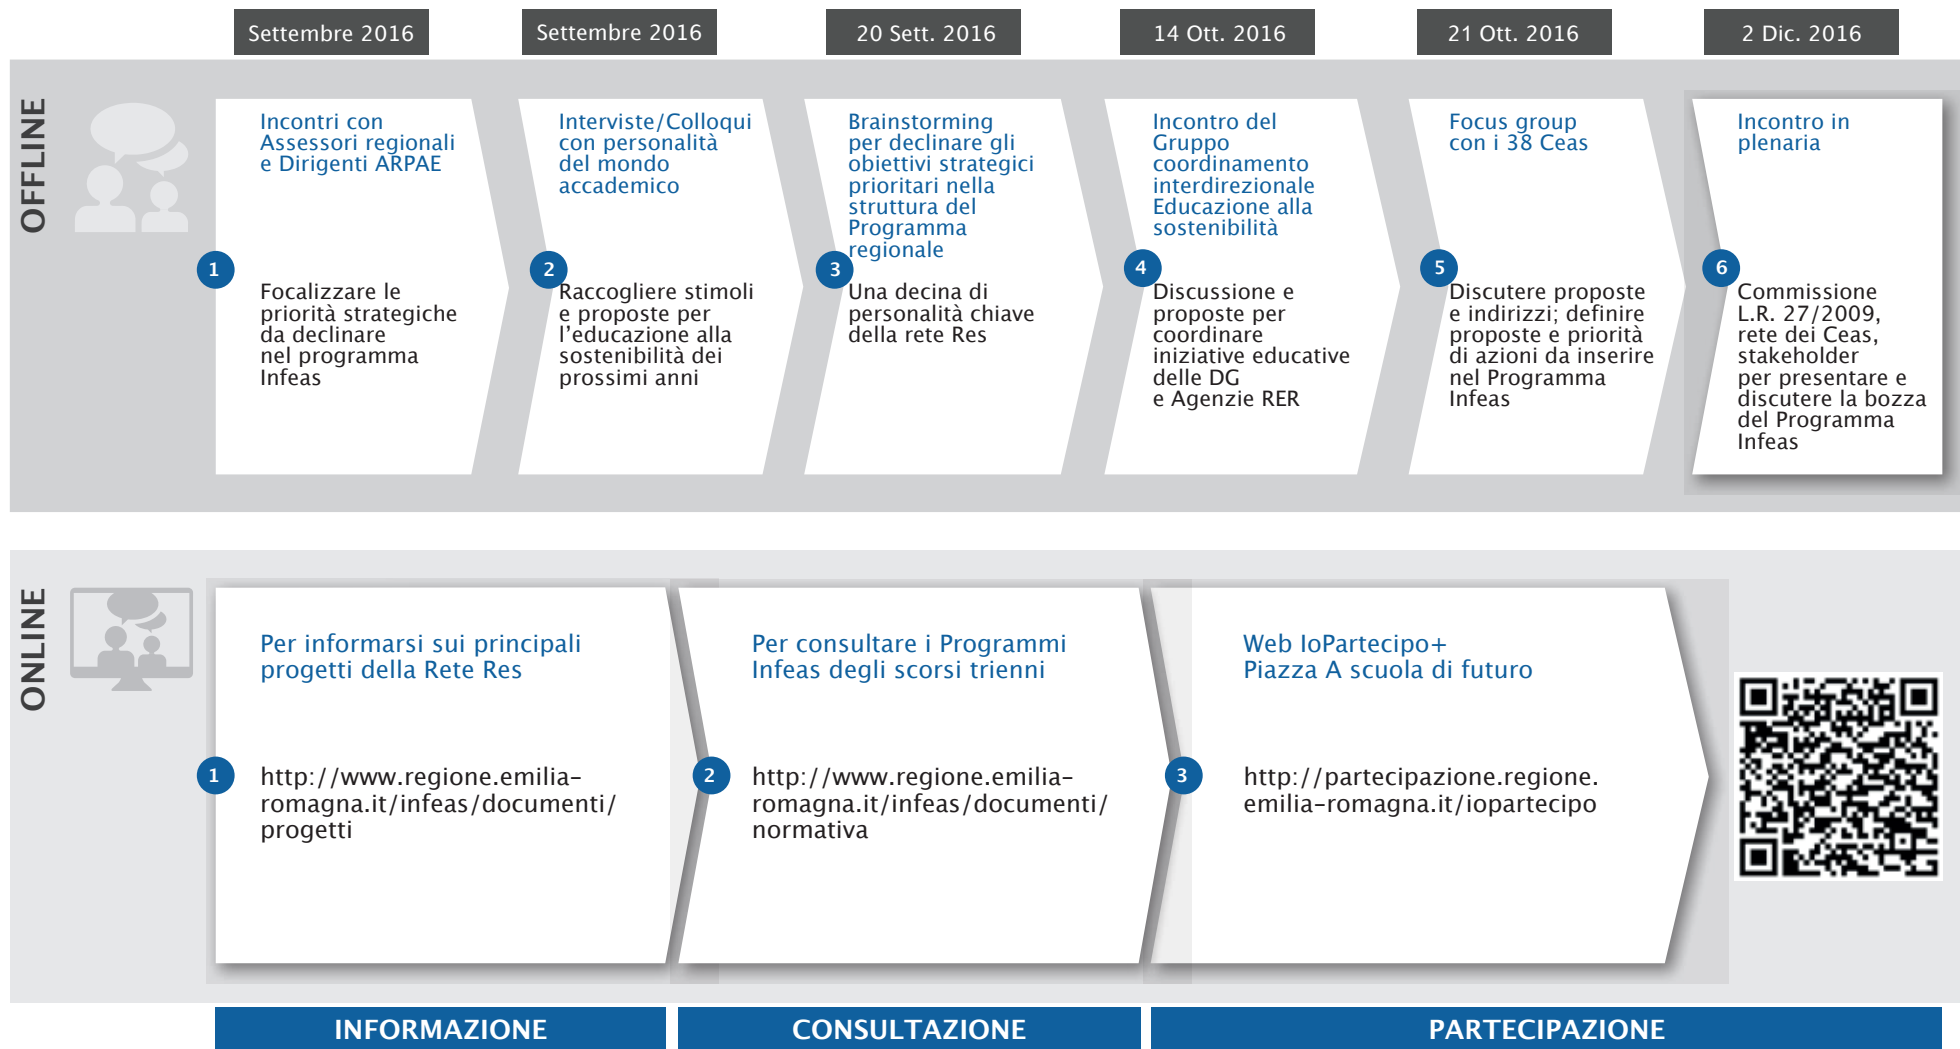 Settembre 2016
Settembre 2016
20 Sett. 2016
14 Ott. 2016
21 Ott. 2016
2 Dic. 2016
OFFLINE
1
Incontri con
Assessori regionali
e Dirigenti ARPAE
Focalizzare le
priorità strategiche
da declinare
nel programma
Infeas
2
Interviste/Colloqui
con personalità
del mondo
accademico
Raccogliere stimoli
e proposte per
l'educazione alla
sostenibilità dei
prossimi anni
3
Brainstorming
per declinare gli
obiettivi strategici
prioritari nella
struttura del
Programma
regionale
Una decina di
personalità chiave
della rete Res
4
Incontro del
Gruppo
coordinamento
interdirezionale
Educazione alla
sostenibilità
Discussione e
proposte per
coordinare
iniziative educative
delle DG
e Agenzie RER
5
Focus group
con i 38 Ceas
Discutere proposte
e indirizzi; definire
proposte e priorità
di azioni da inserire
nel Programma
Infeas
6
Incontro in
plenaria
Commissione
L.R. 27/2009,
rete dei Ceas,
stakeholder
per presentare e
discutere la bozza
del Programma
Infeas
ONLINE
1
Per informarsi sui principali
progetti della Rete Res
http://www.regione.emilia-
romagna.it/infeas/documenti/
progetti
2
Per consultare i Programmi
Infeas degli scorsi trienni
http://www.regione.emilia-
romagna.it/infeas/documenti/
normativa
3
Web IoPartecipo+
Piazza A scuola di futuro
http://partecipazione.regione.
emilia-romagna.it/iopartecipo
INFORMAZIONE
CONSULTAZIONE
PARTECIPAZIONE